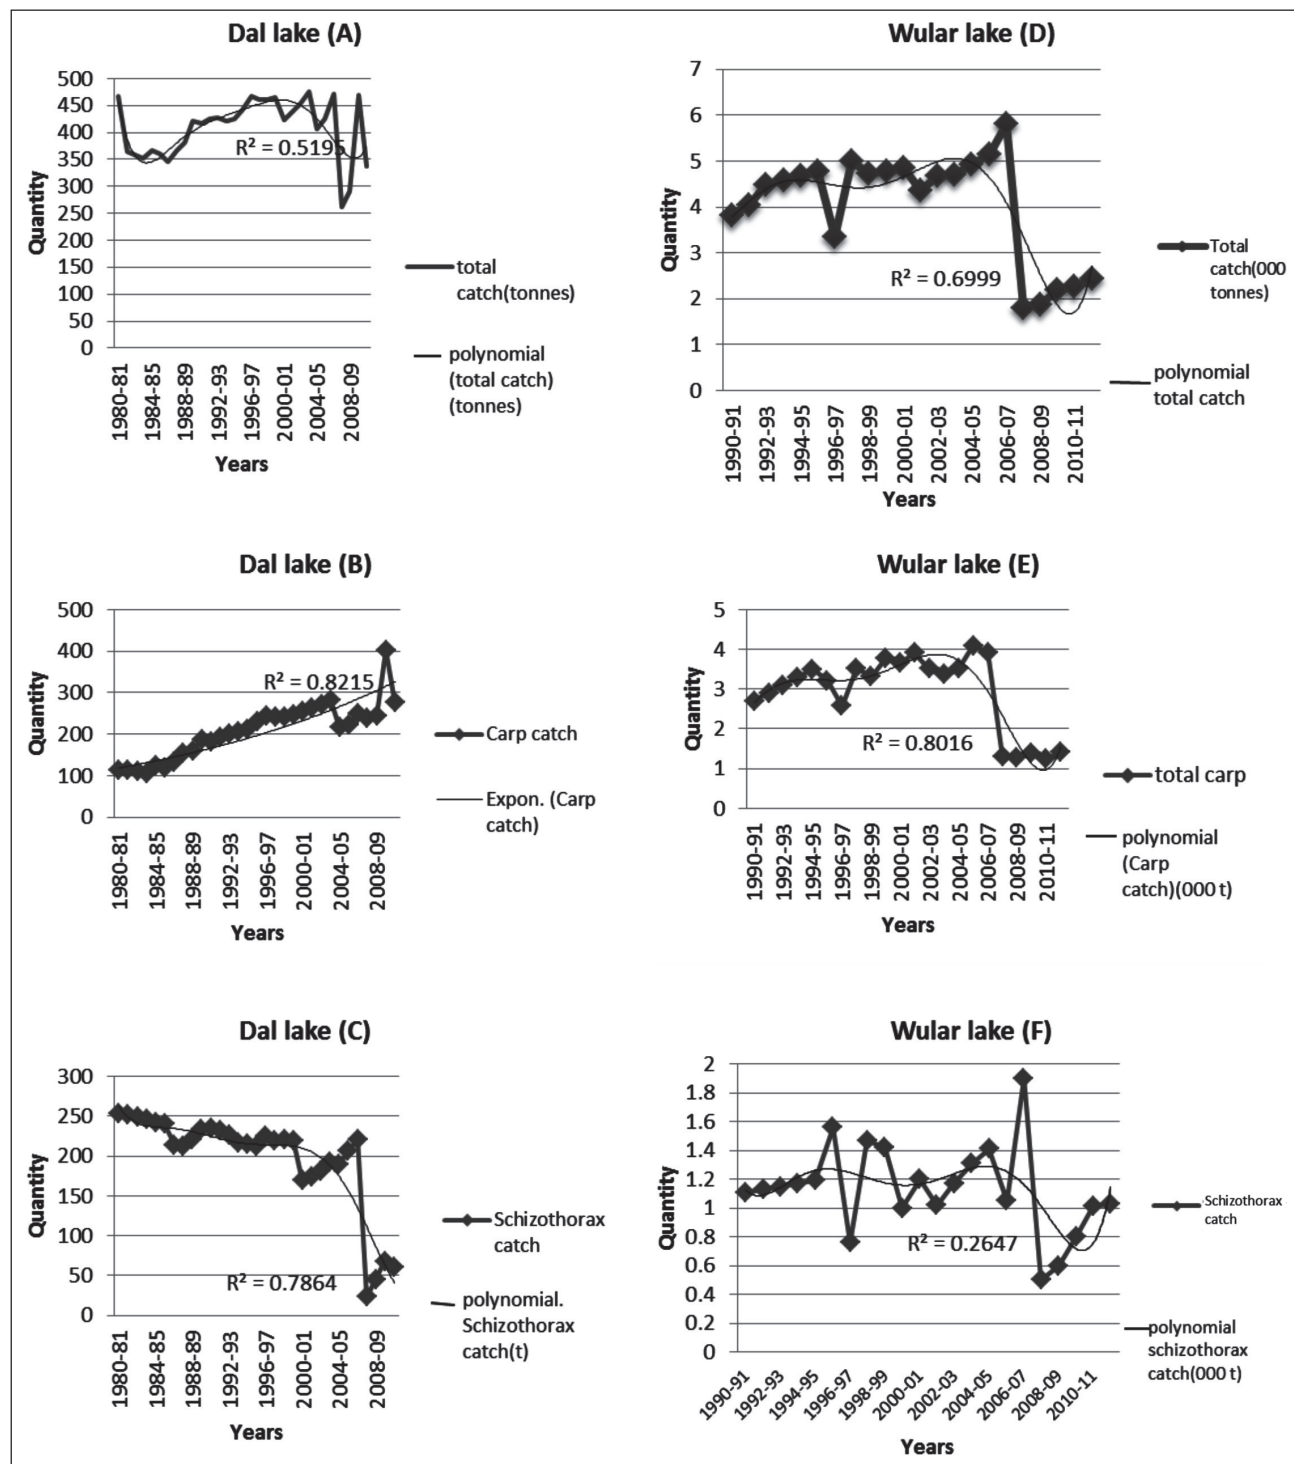 Dal lake (A)
500
450
400
350
300
250
200
150
100
50
0
Quantity
R² = 0.5195
total
catch(tonnes)
polynomial
(total catch)
(tonnes)
1980-81
1984-85
1988-89
1992-93
1996-97
2000-01
2004-05
2008-09
Years
Wular lake (D)
7
6
5
4
3
2
1
0
Quantity
R² = 0.6999
Total
catch(000
tonnes)
polynomial
total catch
1990-91
1992-93
1994-95
1996-97
1998-99
2000-01
2002-03
2004-05
2006-07
2008-09
2010-11
Years
Dal lake (B)
500
400
300
200
100
0
Quantity
R² = 0.8215
Carp catch
Expon. (Carp
catch)
1980-81
1984-85
1988-89
1992-93
1996-97
2000-01
2004-05
2008-09
Years
Wular lake (E)
5
4
3
2
1
0
Quantity
R² = 0.8016
total carp
polynomial
(Carp
catch)(000 t)
1990-91
1992-93
1994-95
1996-97
1998-99
2000-01
2002-03
2004-05
2006-07
2008-09
2010-11
Years
Dal lake (C)
300
250
200
150
100
50
0
Quantity
R² = 0.7864
Schizothorax
catch
polynomial.
Schizothorax
catch(t)
1980-81
1984-85
1988-89
1992-93
1996-97
2000-01
2004-05
2008-09
Years
Wular lake (F)
2
1.8
1.6
1.4
1.2
1
0.8
0.6
0.4
0.2
0
Quantity
R² = 0.2647
Schizothorax
catch
polynomial
schizothorax
catch(000 t)
1990-91
1992-93
1994-95
1996-97
1998-99
2000-01
2002-03
2004-05
2006-07
2008-09
2010-11
Years